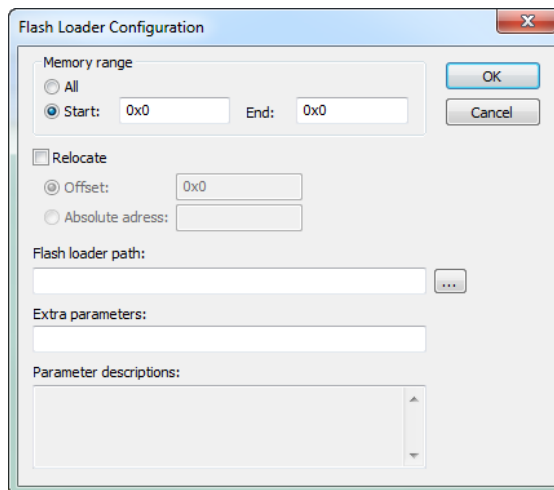 Flash Loader Configuration
Memory range
All
Start: 0x0 End: 0x0
OK
Cancel
Relocate
Offset: 0x0
Absolute adress:
Flash loader path:
...
Extra parameters:
Parameter descriptions: